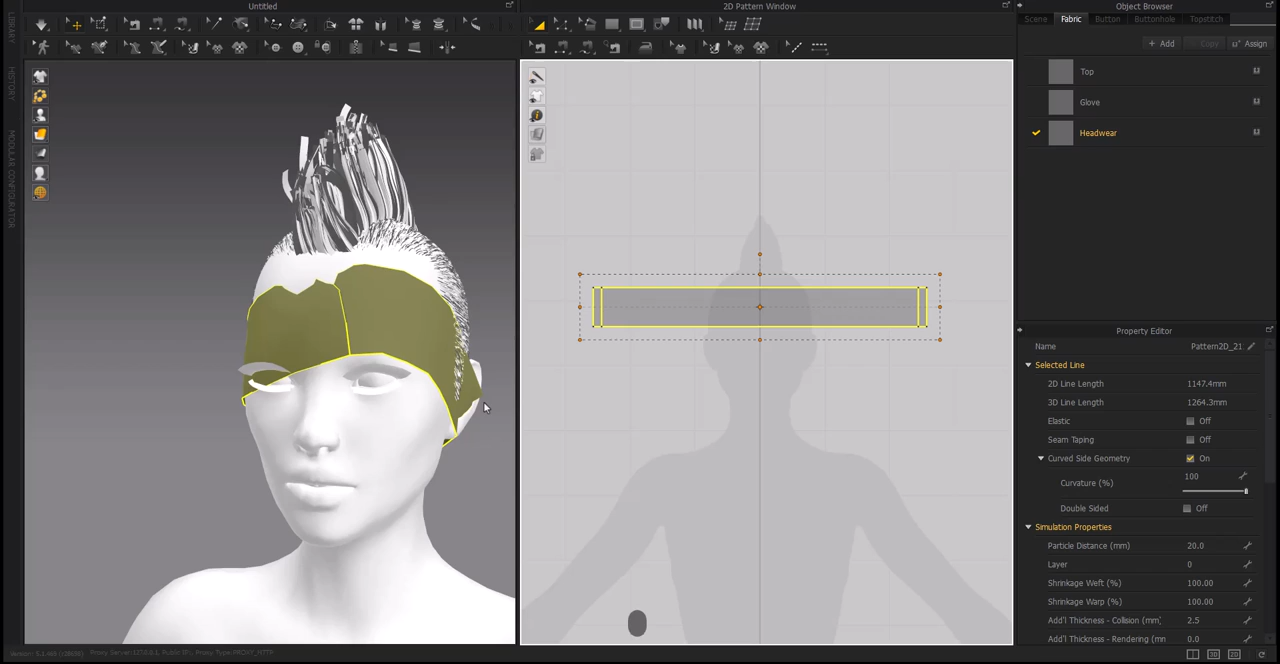 Untitled
2D Pattern Window
Object Browser
Scene Fabric Button Buttonhole Topstitch
+ Add Copy Assign
Top
Glove
Headwear
LIBRARY
HISTORY
MODULAR CONFIGURATOR
Property Editor
Name Pattern2D_21
Selected Line
2D Line Length 1147.4mm
3D Line Length 1264.3mm
Elastic Off
Seam Taping Off
Curved Side Geometry On
Curvature (%) 100
Double Sided Off
Simulation Properties
Particle Distance (mm) 20.0
Layer 0
Shrinkage Weft (%) 100.00
Shrinkage Warp (%) 100.00
Add'l Thickness - Collision (mm) 2.5
Add'l Thickness - Rendering (mm 0.0